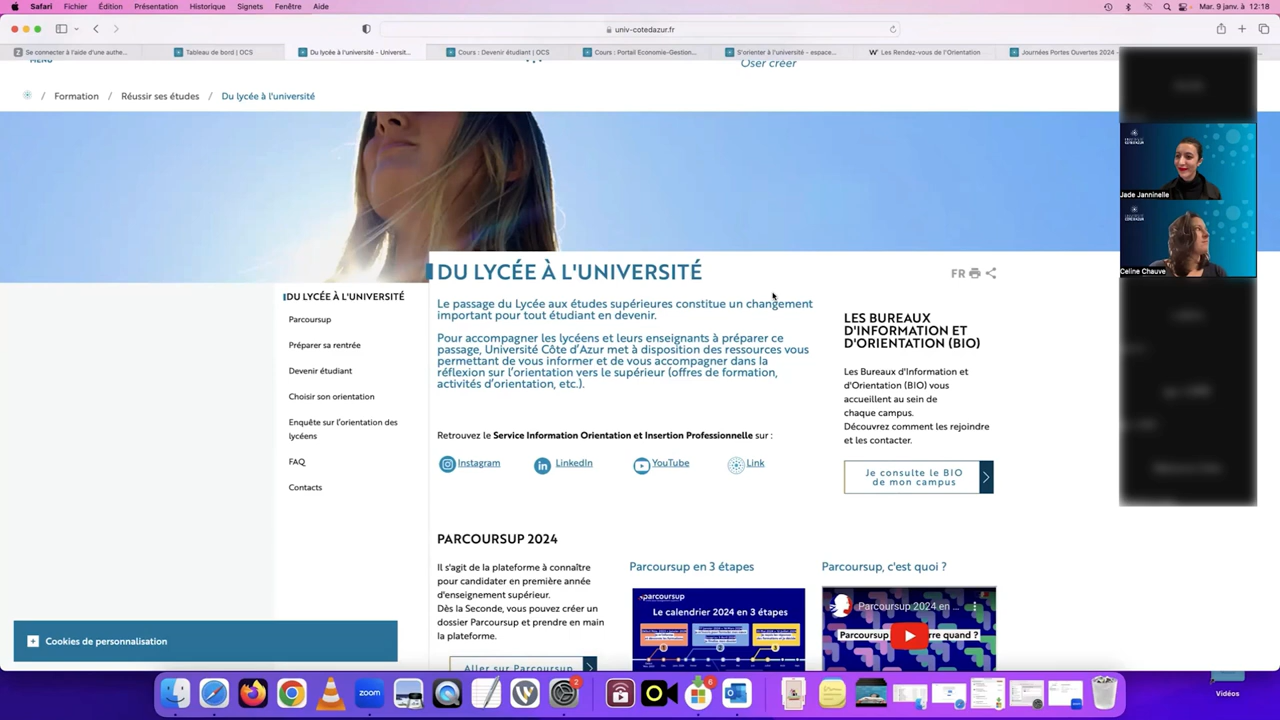 Safari Fichier Édition Présentation Historique Signets Fenêtre Aide
Mar. 9 janv. à 12:18
univ-cotedazur.fr
Se connecter à l'aide d'une authe...
Tableau de bord | OCS
Du lycée à l'université - Universit...
Cours : Devenir étudiant | OCS
Cours : Portail Economie-Gestion...
S'orienter à l'université - espace...
Les Rendez-vous de l'Orientation
Journées Portes Ouvertes 2024 -
MENU
Oser créer
/ Formation / Réussir ses études / Du lycée à l'université
DU LYCÉE À L'UNIVERSITÉ
Parcoursup
Préparer sa rentrée
Devenir étudiant
Choisir son orientation
Enquête sur l'orientation des
lycéens
FAQ
Contacts
DU LYCÉE À L'UNIVERSITÉ
FR
Le passage du Lycée aux études supérieures constitue un changement
important pour tout étudiant en devenir.
Pour accompagner les lycéens et leurs enseignants à préparer ce
passage, Université Côte d'Azur met à disposition des ressources vous
permettant de vous informer et de vous accompagner dans la
réflexion sur l'orientation vers le supérieur (offres de formation,
activités d'orientation, etc.).
Retrouvez le Service Information Orientation et Insertion Professionnelle sur :
Instagram LinkedIn YouTube Link
LES BUREAUX
D'INFORMATION ET
D'ORIENTATION (BIO)
Les Bureaux d'Information et
d'Orientation (BIO) vous
accueillent au sein de
chaque campus.
Découvrez comment les rejoindre
et les contacter.
Je consulte le BIO
de mon campus
PARCOURSUP 2024
Il s'agit de la plateforme à connaître
pour candidater en première année
d'enseignement supérieur.
Dès la Seconde, vous pouvez créer un
dossier Parcoursup et prendre en main
la plateforme.
Aller sur Parcoursup
Parcoursup en 3 étapes
parcoursup
Le calendrier 2024 en 3 étapes
Parcoursup, c'est quoi ?
Parcoursup 2024 en ...
Cookies de personnalisation
Jade Janninelle
Celine Chauve
zoom
2
6
Vidéos